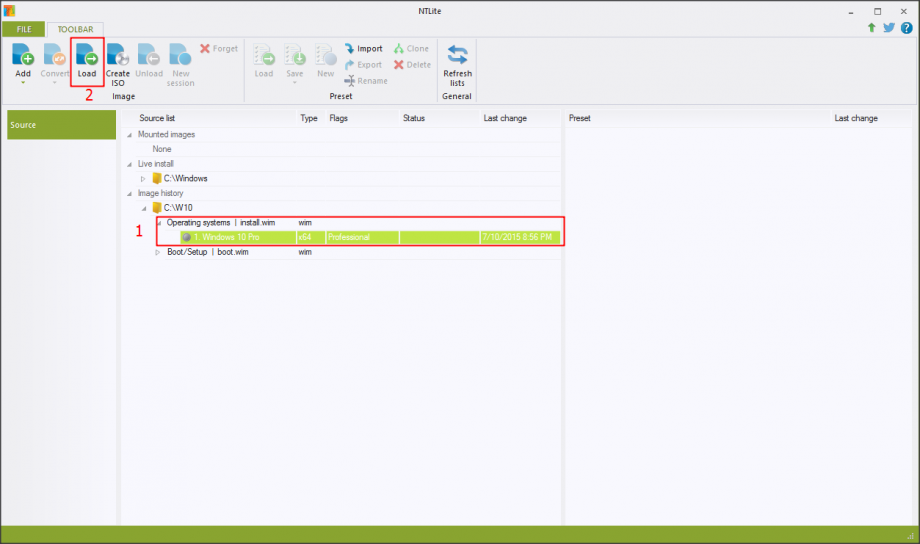 NTLite
FILE TOOLBAR
Add Convert Load Create ISO Unload New session Forget
Image
2
Load Save New Import Export Rename Clone Delete
Preset
Refresh lists
General
Source
Source list Type Flags Status Last change Preset Last change
Mounted images
None
Live install
C:\Windows
Image history
C:\W10
1
Operating systems | install.wim wim
1. Windows 10 Pro x64 Professional 7/10/2015 8:56 PM
Boot/Setup | boot.wim wim